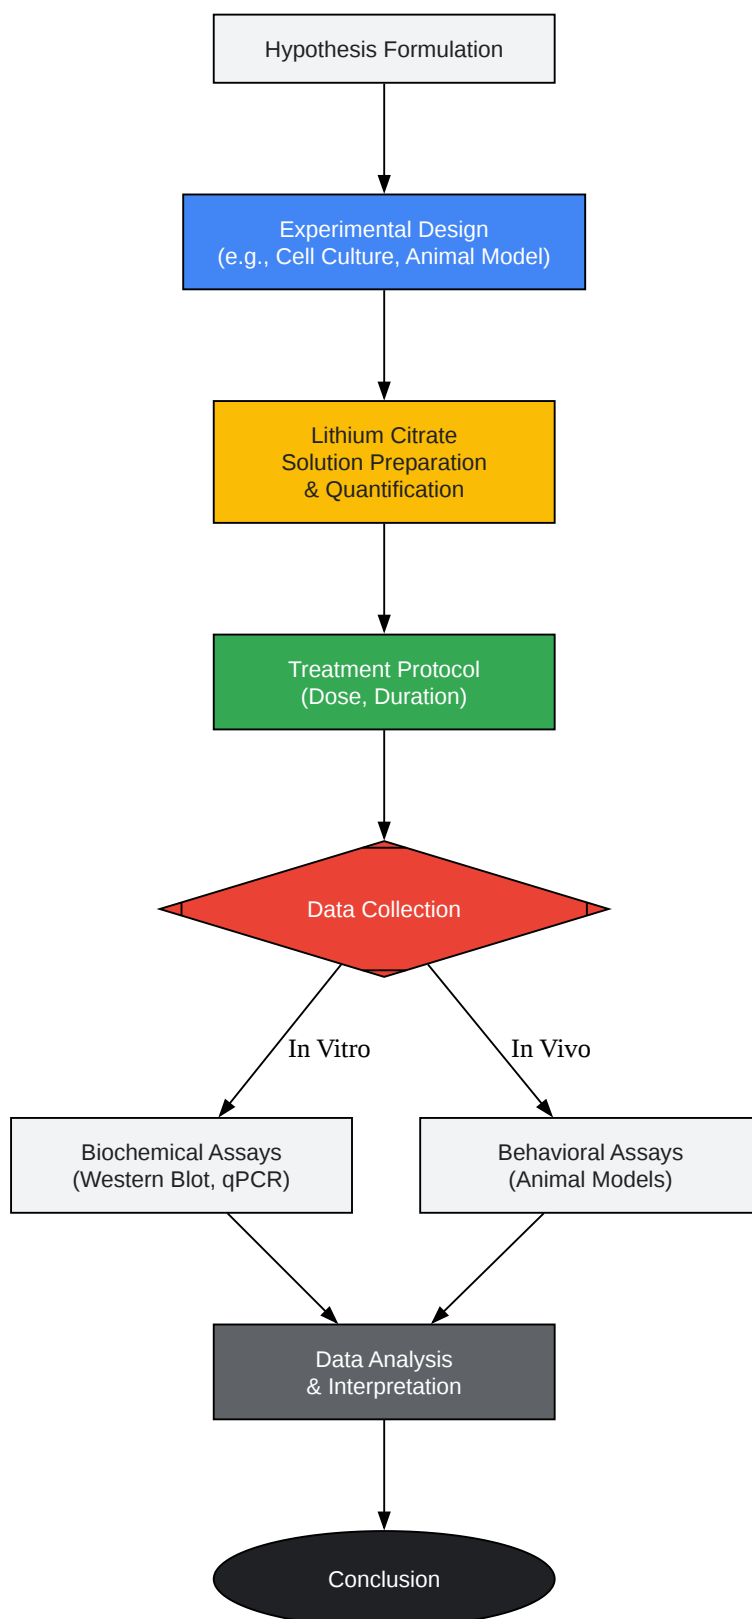 Hypothesis Formulation
Experimental Design
(e.g., Cell Culture, Animal Model)
Lithium Citrate
Solution Preparation
& Quantification
Treatment Protocol
(Dose, Duration)
Data Collection
In Vitro
In Vivo
Biochemical Assays
(Western Blot, qPCR)
Behavioral Assays
(Animal Models)
Data Analysis
& Interpretation
Conclusion